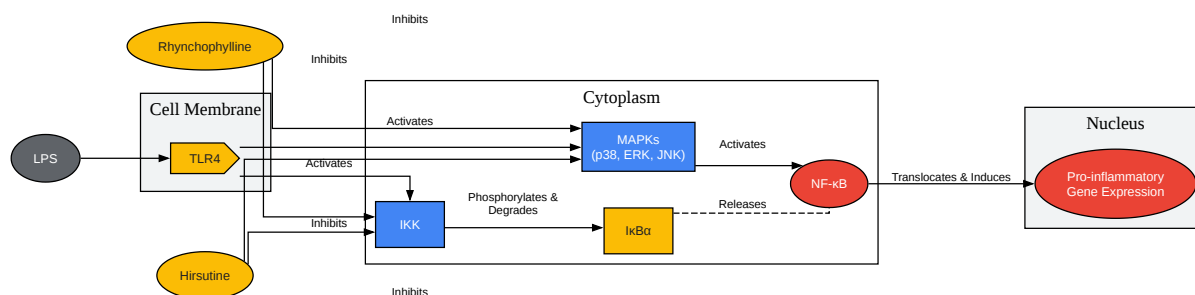 Inhibits
Rhynchophylline
Inhibits
Cell Membrane
Cytoplasm
Nucleus
Activates
MAPKs
(p38, ERK, JNK)
Activates
LPS
TLR4
Activates
NF-κB
Translocates & Induces
Pro-inflammatory
Gene Expression
Phosphorylates &
Degrades
Releases
Inhibits
IKK
IκBα
Hirsutine
Inhibits